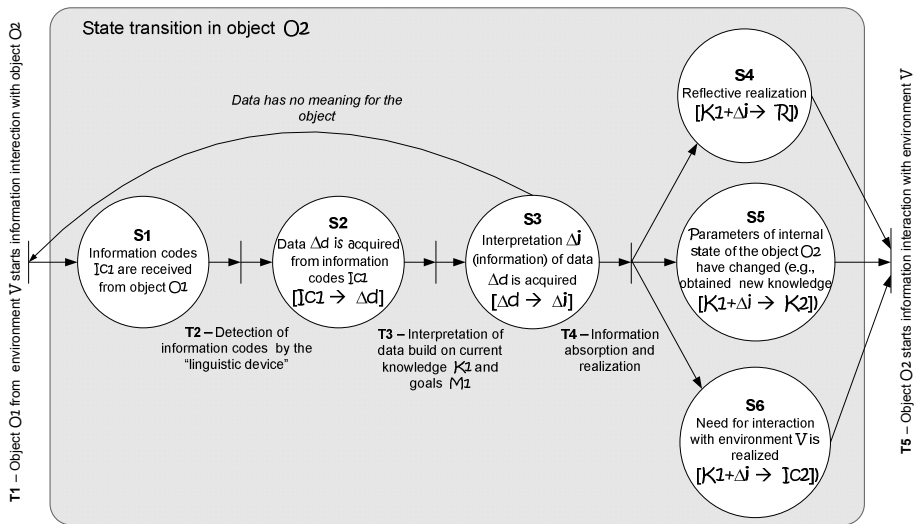 T1 – Object O1 from environment V starts information interection with object O2
State transition in object O2
Data has no meaning for the
object
S1
Information codes
Ic1 are received
from object O1
T2 – Detection of
information codes by the
“linguistic device”
S2
Data Δd is acquired
from information
codes Ic1
[Ic1 → Δd]
T3 – Interpretation of
data build on current
knowledge K1 and
goals M1
S3
Interpretation Δi
(information) of data
Δd is acquired
[Δd → Δi]
T4 – Information
absorption and
realization
S4
Reflective realization
[K1+Δi → R])
S5
Parameters of internal
state of the object O2
have changed (e.g.,
obtained new knowledge
[K1+Δi → K2])
S6
Need for interaction
with environment V is
realized
[K1+Δi → Ic2])
T5 – Object O2 starts information interaction with environment V